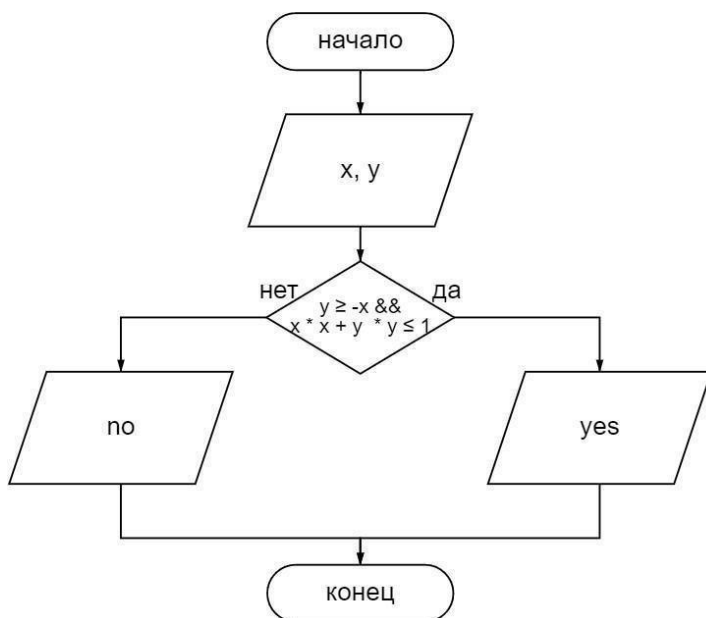 начало
x, y
нет
да
y ≥ -x &&
x * x + y * y ≤ 1
no
yes
конец